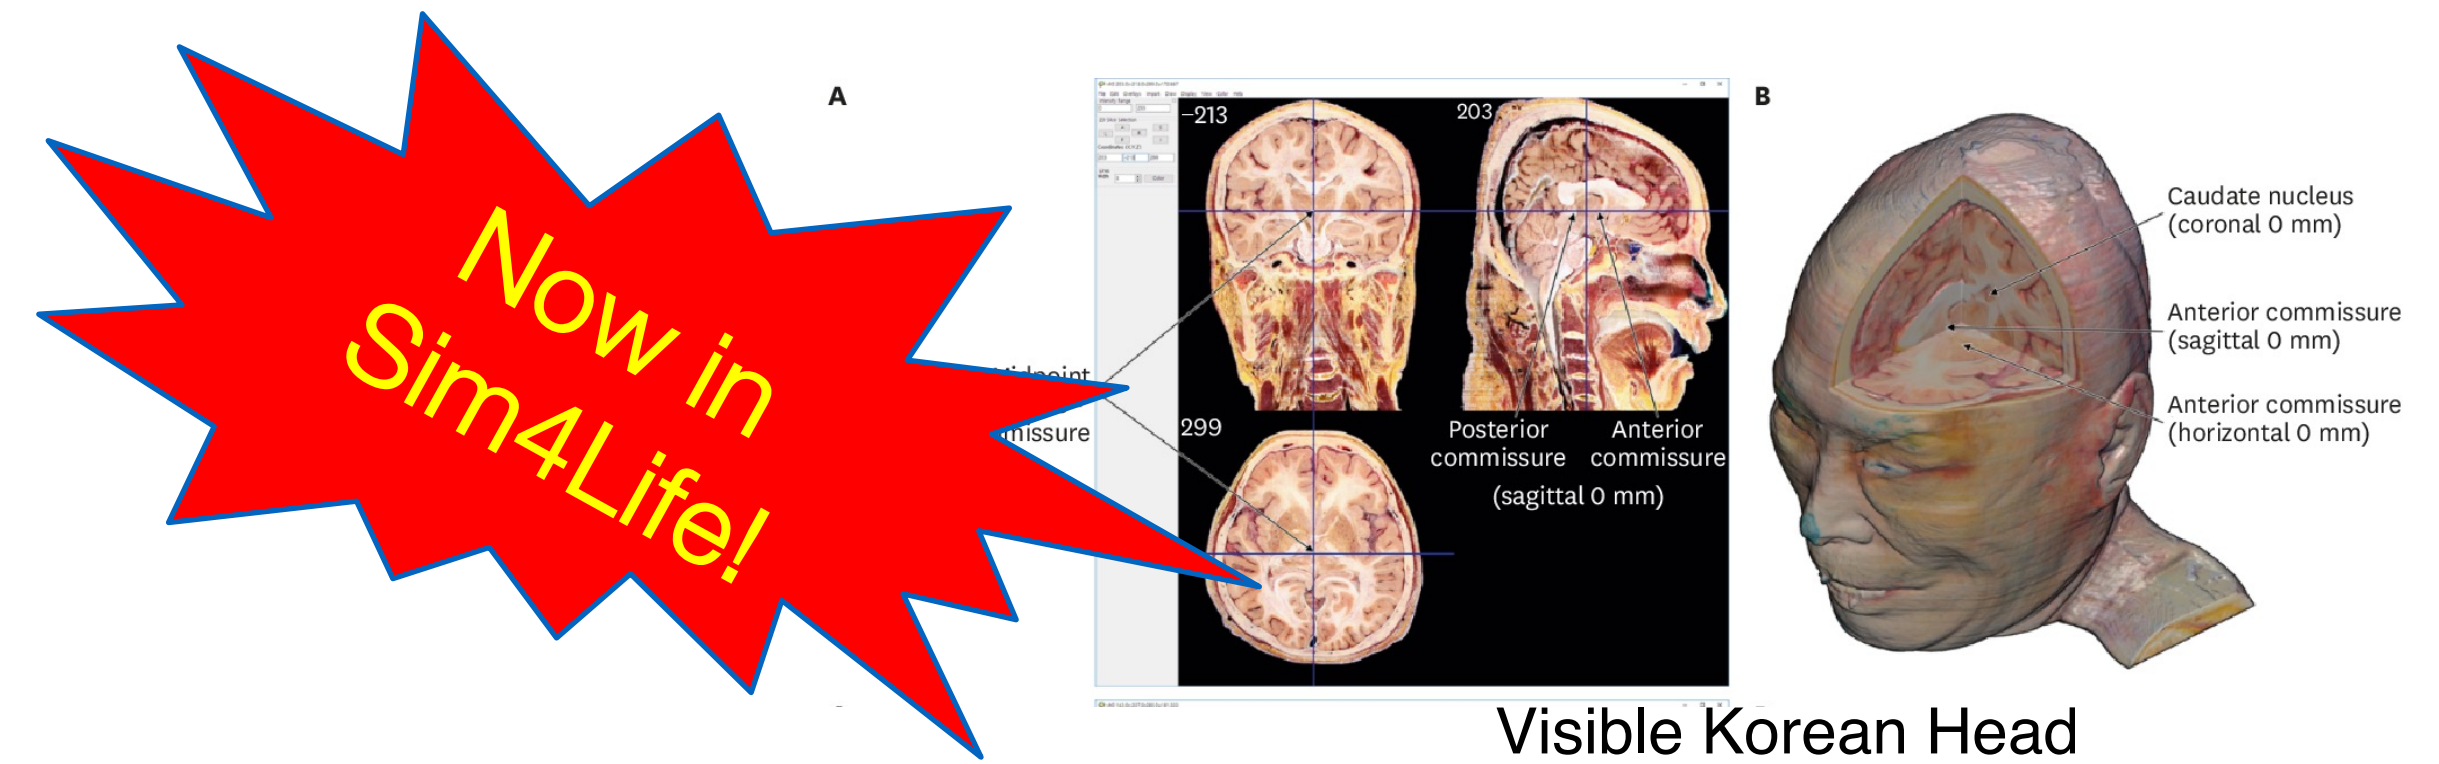 Now in
Sim4Life!
A
missure
-213
203
299
Posterior
commissure
Anterior
commissure
(sagittal 0 mm)
B
Caudate nucleus
(coronal 0 mm)
Anterior commissure
(sagittal 0 mm)
Anterior commissure
(horizontal 0 mm)
Visible Korean Head